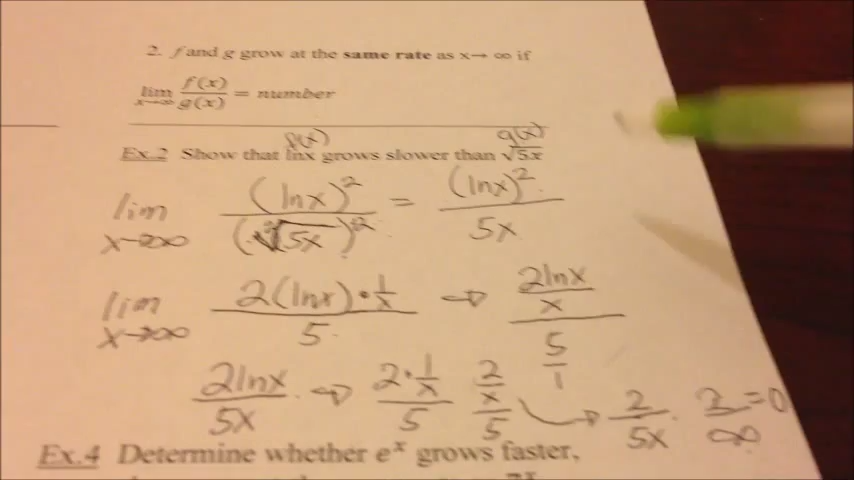 2. f and g grow at the same rate as x→ ∞ if
lim x→∞ f(x)/g(x) = number
f(x) g(x)
Ex.2 Show that lnx grows slower than √5x
lim x→∞ (lnx)²/(√5x)² = (lnx)²/5x
lim x→∞ 2(lnx)·1/x / 5 → 2lnx/x / 5/1
2lnx/5x → 2·1/x / 5 2/x / 5 → 2/5x · 2/∞ = 0
Ex.4 Determine whether eˣ grows faster,